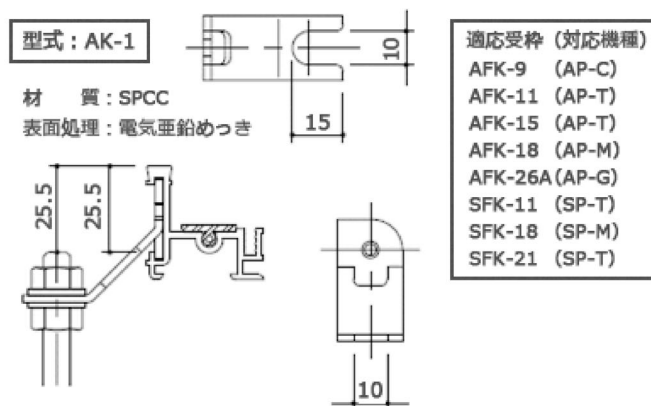 型式：AK-1
材　質：SPCC
表面処理：電気亜鉛めっき
10
15
25.5
25.5
10
適応受枠（対応機種）
AFK-9 （AP-C）
AFK-11 （AP-T）
AFK-15 （AP-T）
AFK-18 （AP-M）
AFK-26A（AP-G）
SFK-11 （SP-T）
SFK-18 （SP-M）
SFK-21 （SP-T）